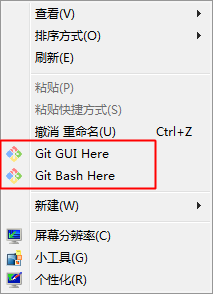 查看(V)
排序方式(O)
刷新(E)
粘贴(P)
粘贴快捷方式(S)
撤消 重命名(U) Ctrl+Z
Git GUI Here
Git Bash Here
新建(W)
屏幕分辨率(C)
小工具(G)
个性化(R)